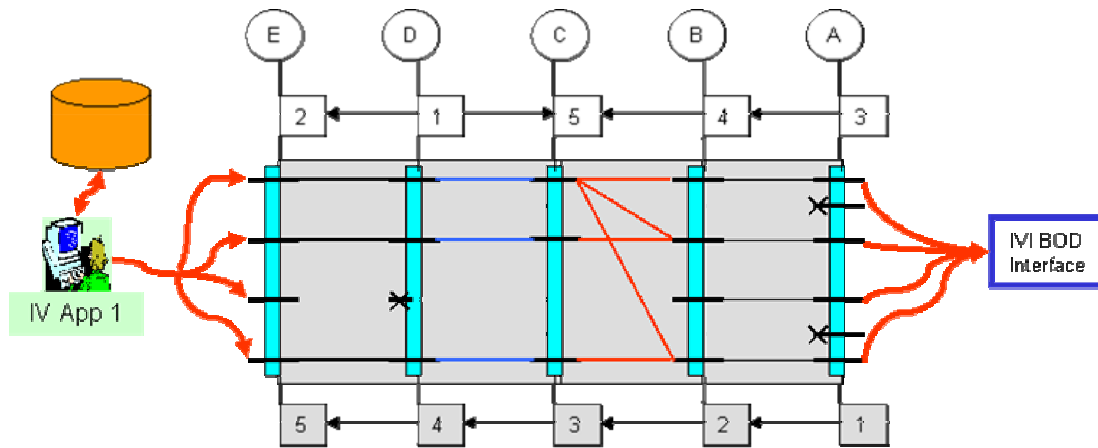 E D C B A
2 1 5 4 3
IVI BOD
Interface
IV App 1
5 4 3 2 1